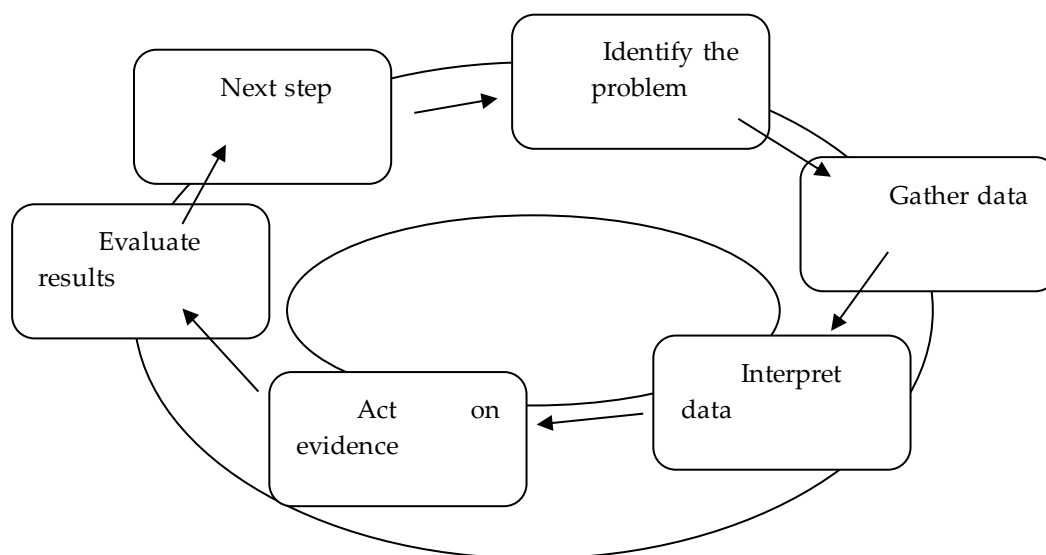 Identify the
problem
Gather data
Interpret
data
Act on
evidence
Evaluate
results
Next step